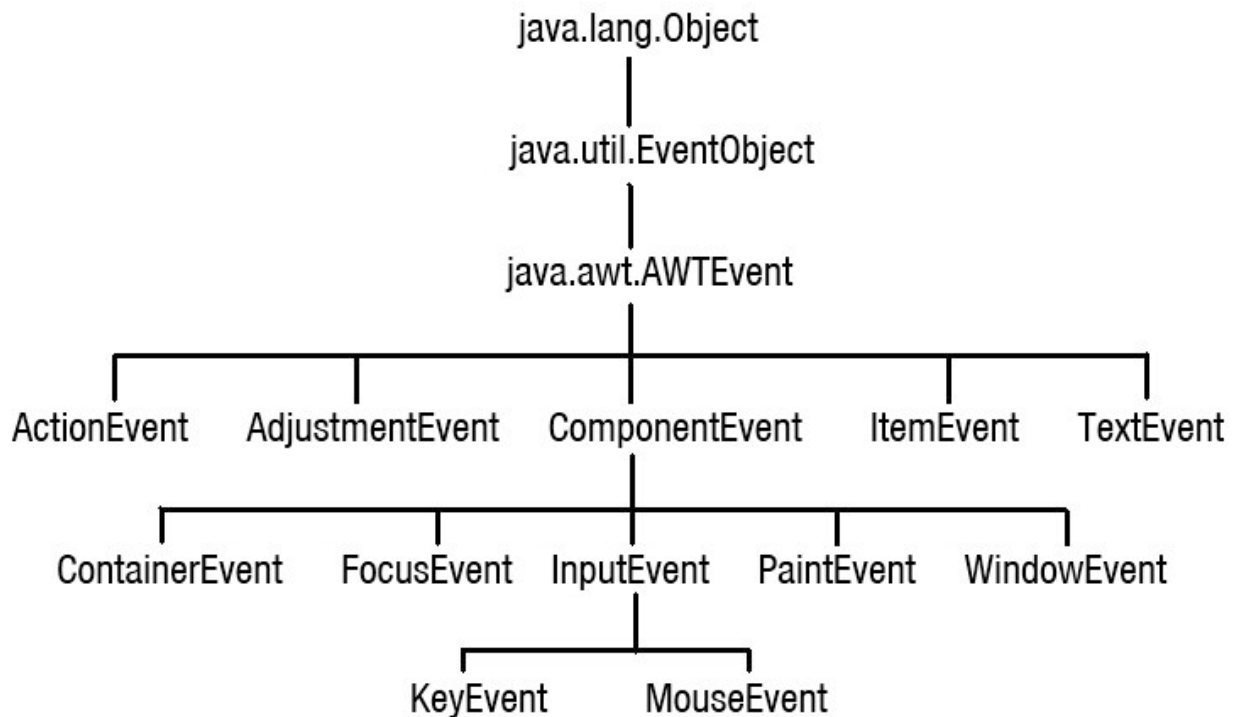 java.lang.Object
java.util.EventObject
java.awt.AWTEvent
ActionEvent AdjustmentEvent ComponentEvent ItemEvent TextEvent
ContainerEvent FocusEvent InputEvent PaintEvent WindowEvent
KeyEvent MouseEvent